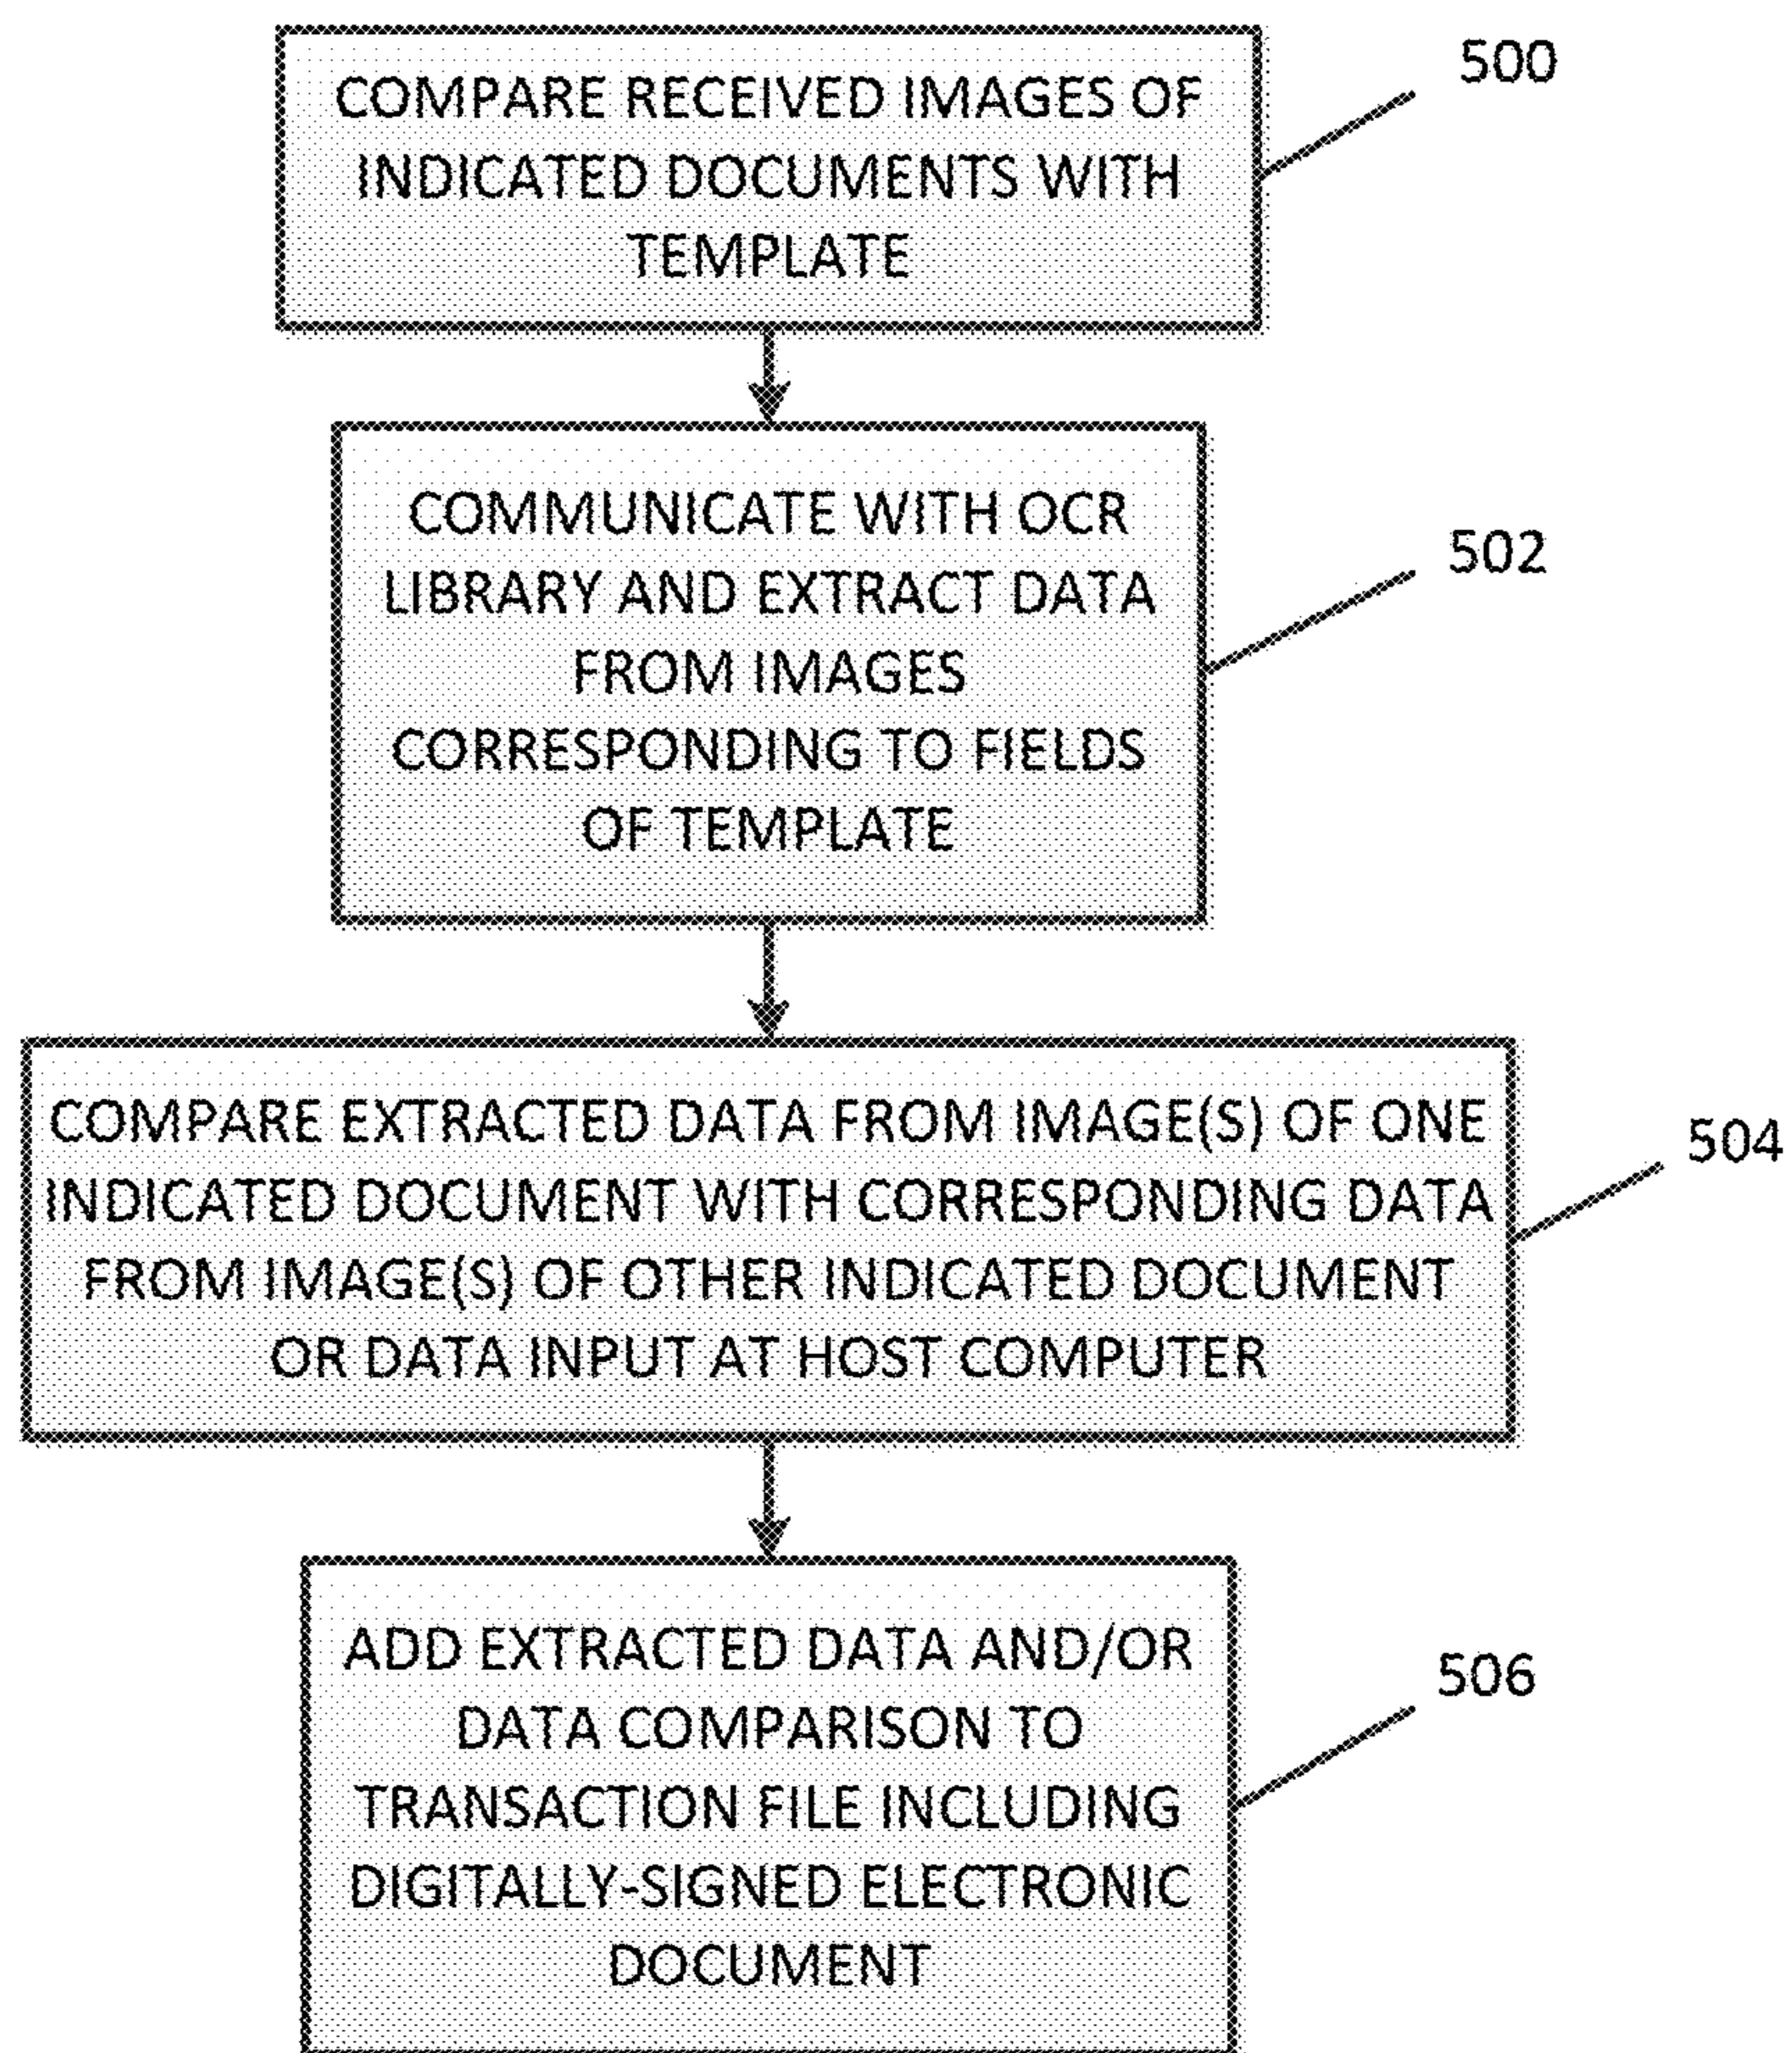 COMPARE RECEIVED IMAGES OF
INDICATED DOCUMENTS WITH
TEMPLATE
500
COMMUNICATE WITH OCR
LIBRARY AND EXTRACT DATA
FROM IMAGES
CORRESPONDING TO FIELDS
OF TEMPLATE
502
COMPARE EXTRACTED DATA FROM IMAGE(S) OF ONE
INDICATED DOCUMENT WITH CORRESPONDING DATA
FROM IMAGE(S) OF OTHER INDICATED DOCUMENT
OR DATA INPUT AT HOST COMPUTER
504
ADD EXTRACTED DATA AND/OR
DATA COMPARISON TO
TRANSACTION FILE INCLUDING
DIGITALLY-SIGNED ELECTRONIC
DOCUMENT
506